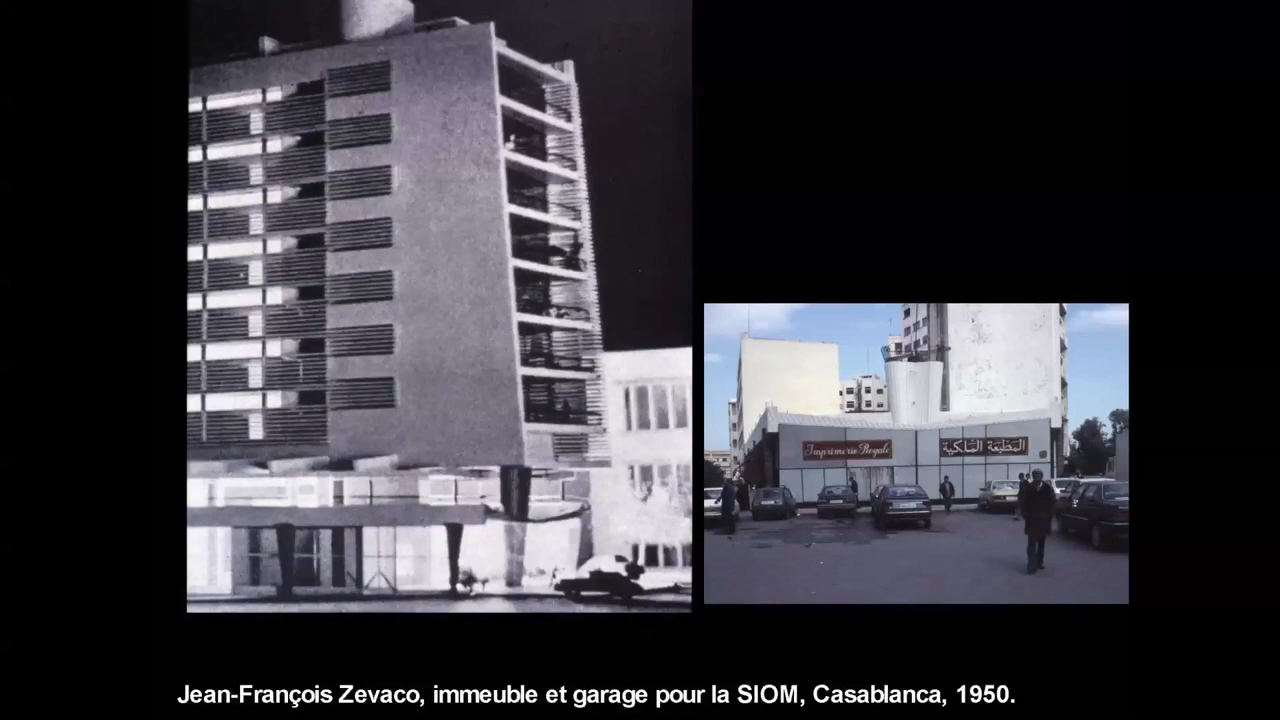 Imprimerie Royale
المطبعة الملكية
Jean-François Zevaco, immeuble et garage pour la SIOM, Casablanca, 1950.